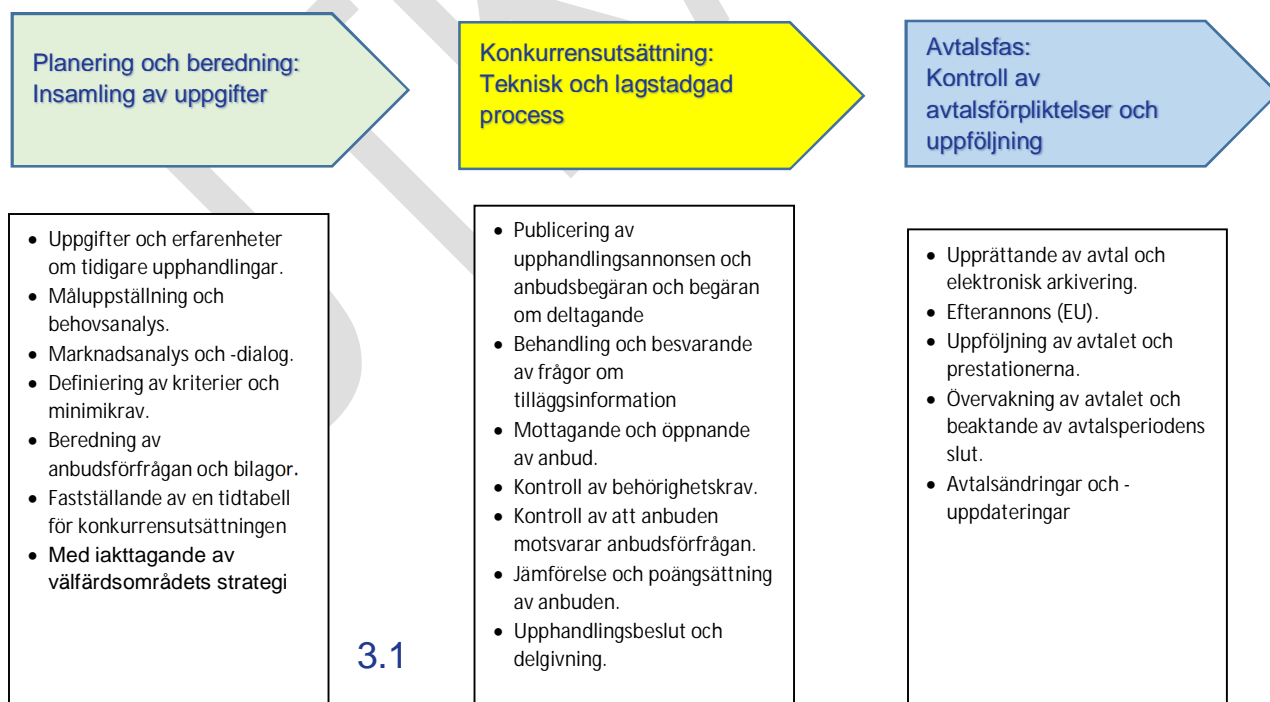 Planering och beredning:
Insamling av uppgifter
Konkurrensutsättning:
Teknisk och lagstadgad
process
Avtalsfas:
Kontroll av
avtalsförpliktelser och
uppföljning
• Uppgifter och erfarenheter
om tidigare upphandlingar.
• Måluppställning och
behovsanalys.
• Marknadsanalys och -dialog.
• Definiering av kriterier och
minimikrav.
• Beredning av
anbudsförfrågan och bilagor.
• Fastställande av en tidtabell
för konkurrensutsättningen
• Med iakttagande av
välfärdsområdets strategi
3.1
• Publicering av
upphandlingsannonsen och
anbudsbegäran och begäran
om deltagande
• Behandling och besvarande
av frågor om
tilläggsinformation
• Mottagande och öppnande
av anbud.
• Kontroll av behörighetskrav.
• Kontroll av att anbuden
motsvarar anbudsförfrågan.
• Jämförelse och poängsättning
av anbuden.
• Upphandlingsbeslut och
delgivning.
• Upprättande av avtal och
elektronisk arkivering.
• Efterannons (EU).
• Uppföljning av avtalet och
prestationerna.
• Övervakning av avtalet och
beaktande av avtalsperiodens
slut.
• Avtalsändringar och -
uppdateringar